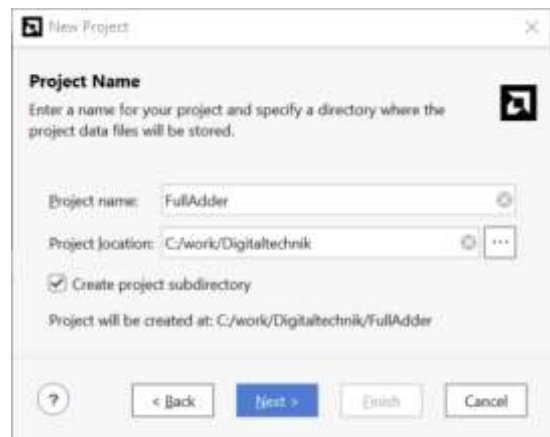 New Project
Project Name
Enter a name for your project and specify a directory where the
project data files will be stored.
Project name: FullAdder
Project location: C:/work/Digitaltechnik ...
Create project subdirectory
Project will be created at: C:/work/Digitaltechnik/FullAdder
? < Back Next > Finish Cancel